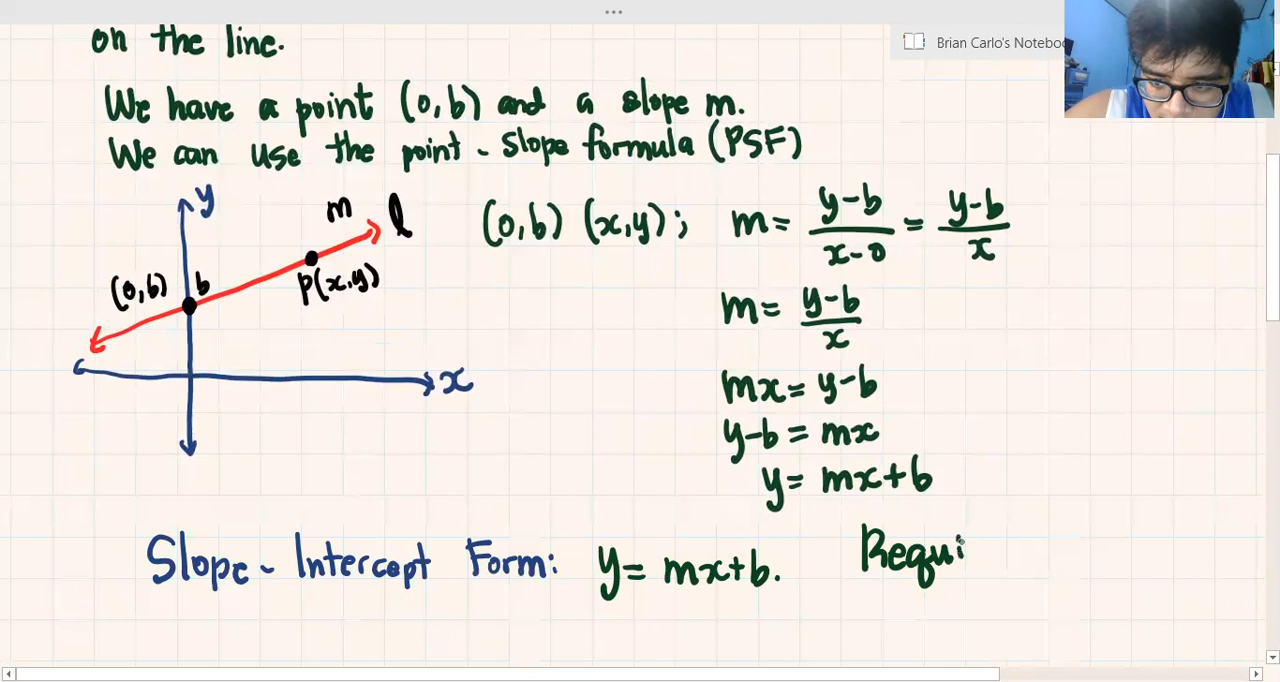 Brian Carlo's Noteboo
on the line.
We have a point (0,b) and a slope m.
We can use the point - slope formula (PSF)
y
m l
(0,b) b P(x,y)
x
(0,b) (x,y); m = y-b / x-0 = y-b / x
m = y-b / x
mx = y-b
y-b = mx
y = mx+b
Slope - Intercept Form: y = mx+b. Requi